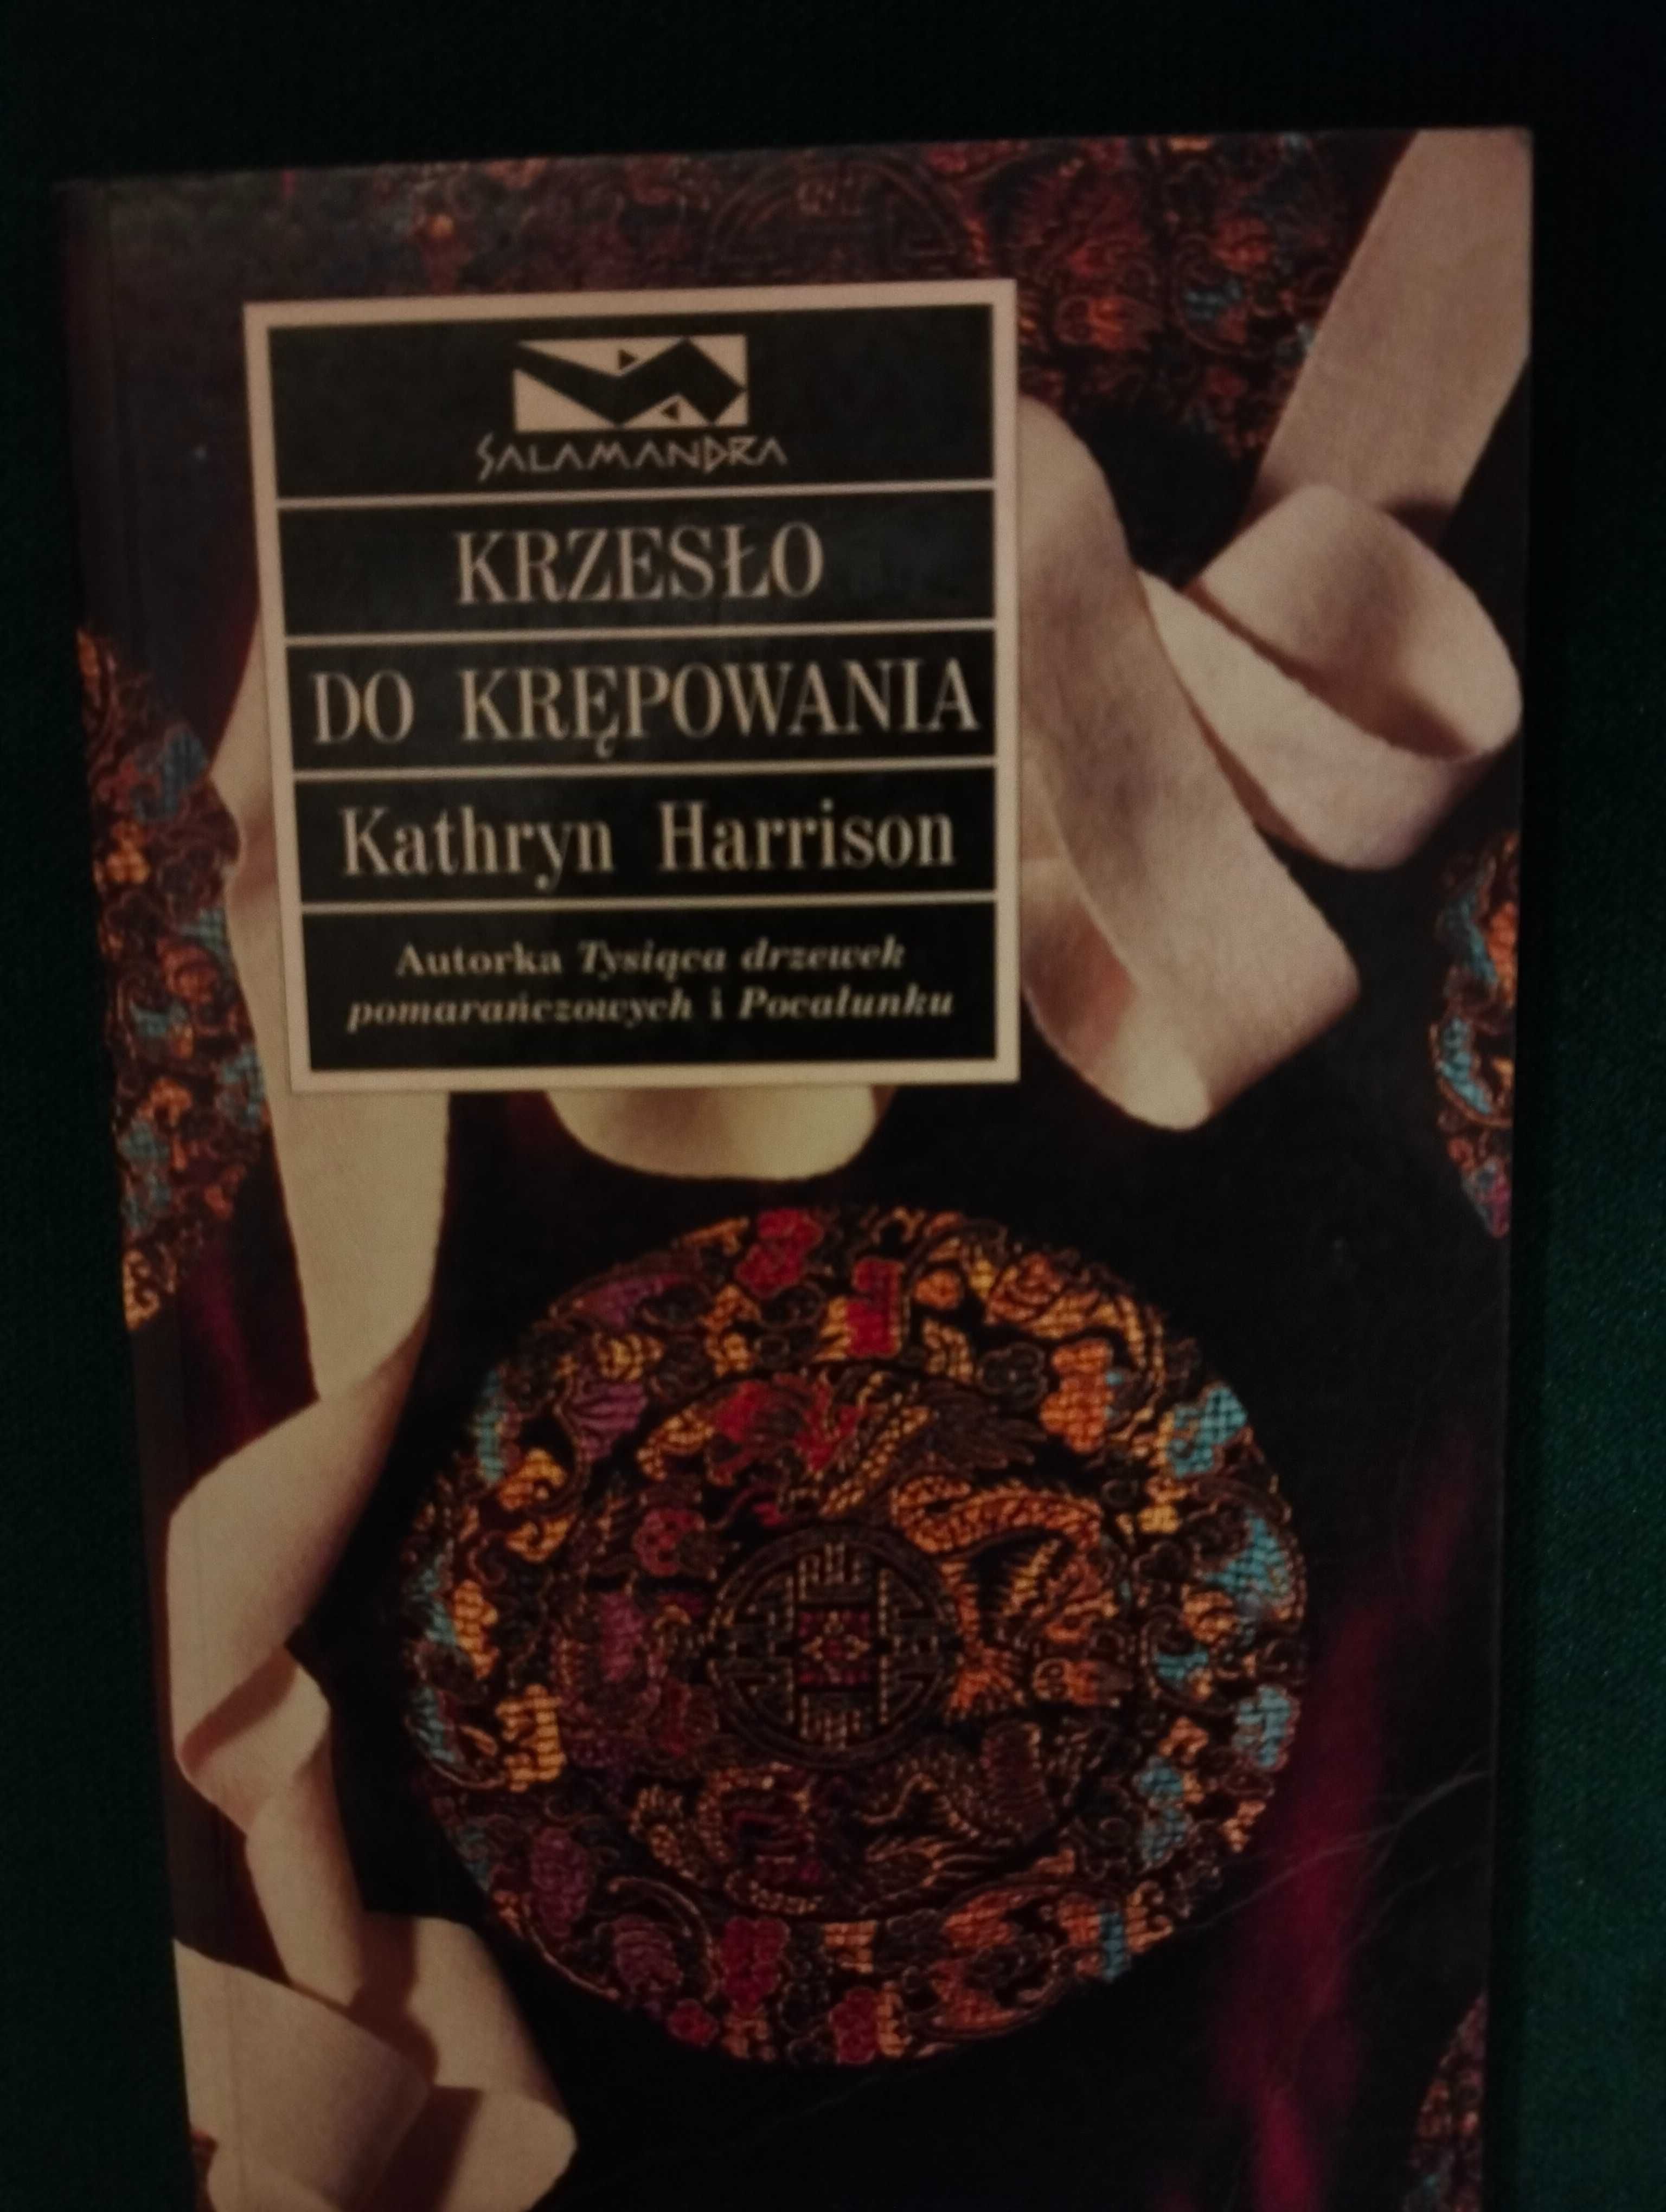 SALAMANDRA
KRZESŁO
DO KRĘPOWANIA
Kathryn Harrison
Autorka Tysiąca drzewek
pomarańczowych i Pocałunku